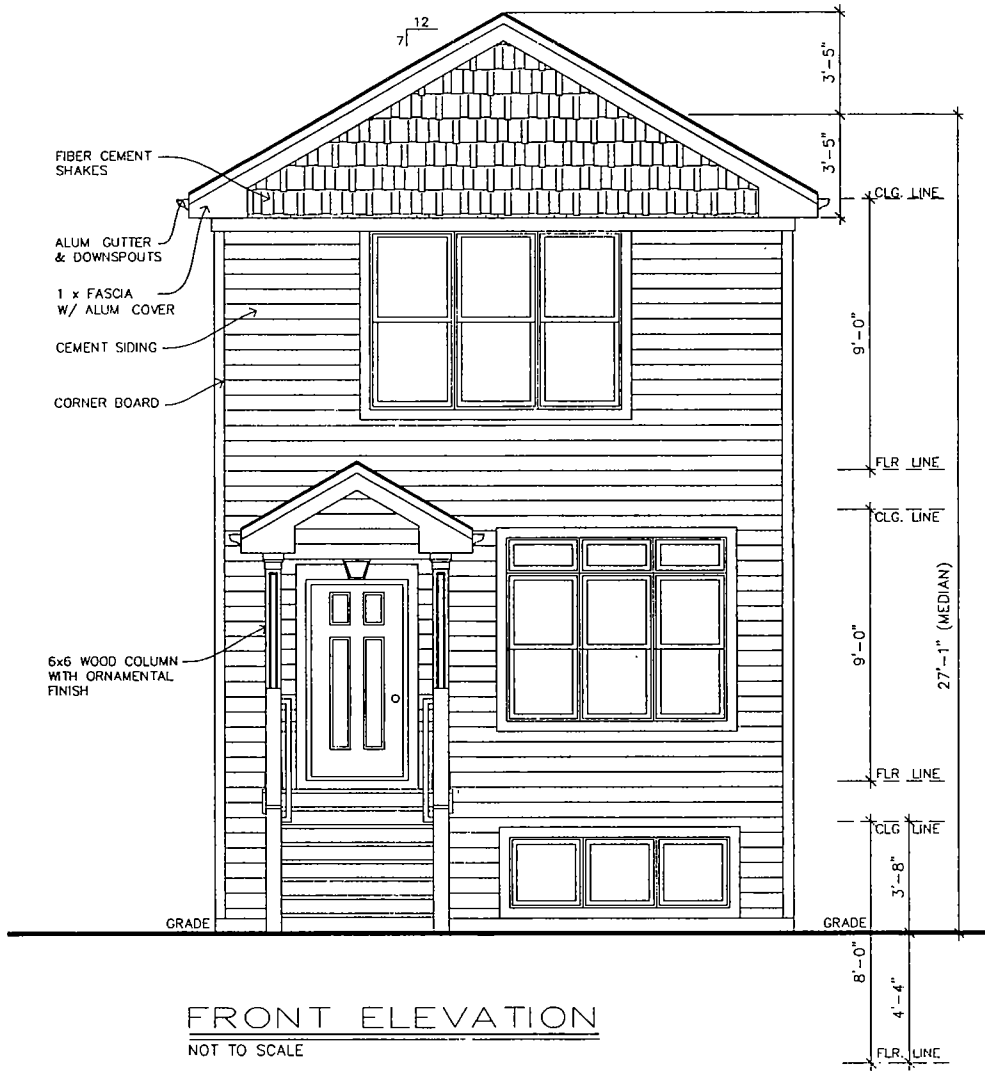 12
7
3'-5"
3'-5"
FIBER CEMENT
SHAKES
CLG. LINE
ALUM GUTTER
& DOWNSPOUTS
1 x FASCIA
W/ ALUM COVER
9'-0"
CEMENT SIDING
CORNER BOARD
FLR LINE
CLG. LINE
27'-1" (MEDIAN)
9'-0"
6x6 WOOD COLUMN
WITH ORNAMENTAL
FINISH
FLR LINE
CLG LINE
3'-8"
GRADE
GRADE
8'-0"
4'-4"
FRONT ELEVATION
NOT TO SCALE
FLR. LINE